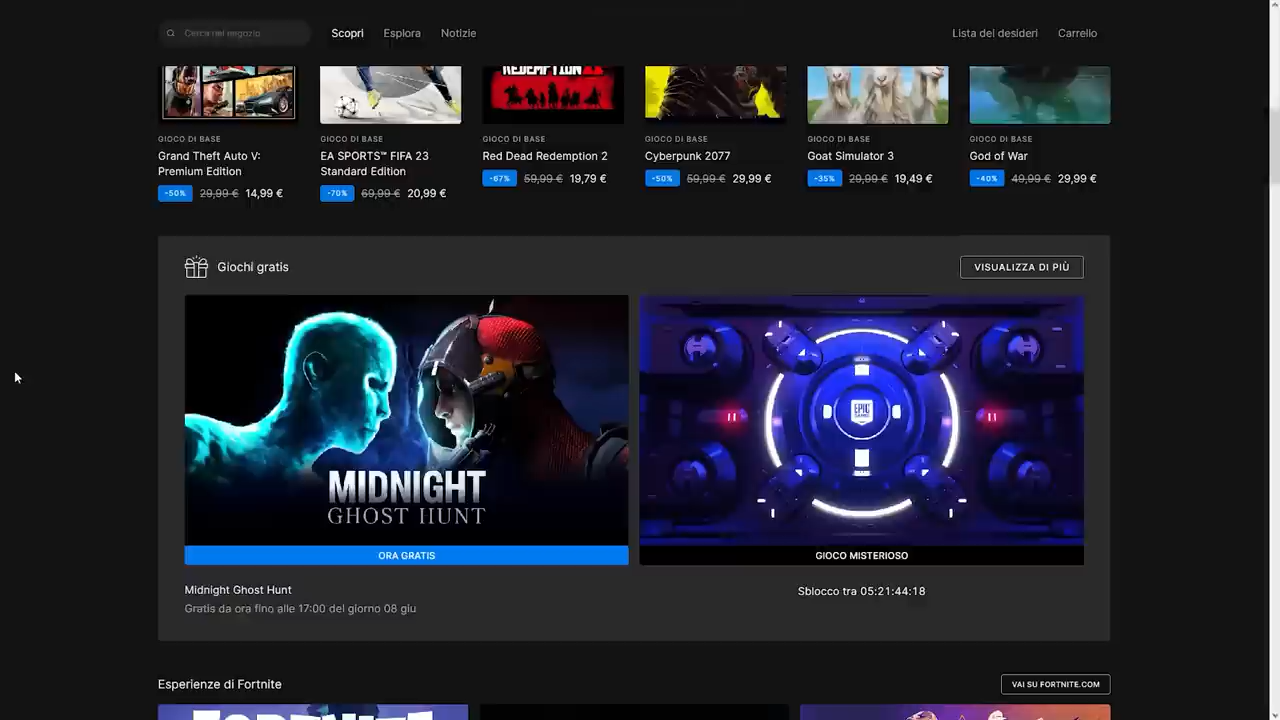 Cerca nel negozio
Scopri
Esplora
Notizie
Lista dei desideri
Carrello
REDEMPTION II
GIOCO DI BASE
Grand Theft Auto V:
Premium Edition
-50% 29,99 € 14,99 €
GIOCO DI BASE
EA SPORTS™ FIFA 23
Standard Edition
-70% 69,99 € 20,99 €
GIOCO DI BASE
Red Dead Redemption 2
-67% 59,99 € 19,79 €
GIOCO DI BASE
Cyberpunk 2077
-50% 59,99 € 29,99 €
GIOCO DI BASE
Goat Simulator 3
-35% 29,99 € 19,49 €
GIOCO DI BASE
God of War
-40% 49,99 € 29,99 €
Giochi gratis
VISUALIZZA DI PIÙ
MIDNIGHT
GHOST HUNT
ORA GRATIS
Midnight Ghost Hunt
Gratis da ora fino alle 17:00 del giorno 08 giu
EPIC
GAMES
GIOCO MISTERIOSO
Sblocco tra 05:21:44:18
Esperienze di Fortnite
VAI SU FORTNITE.COM
FORTNITE